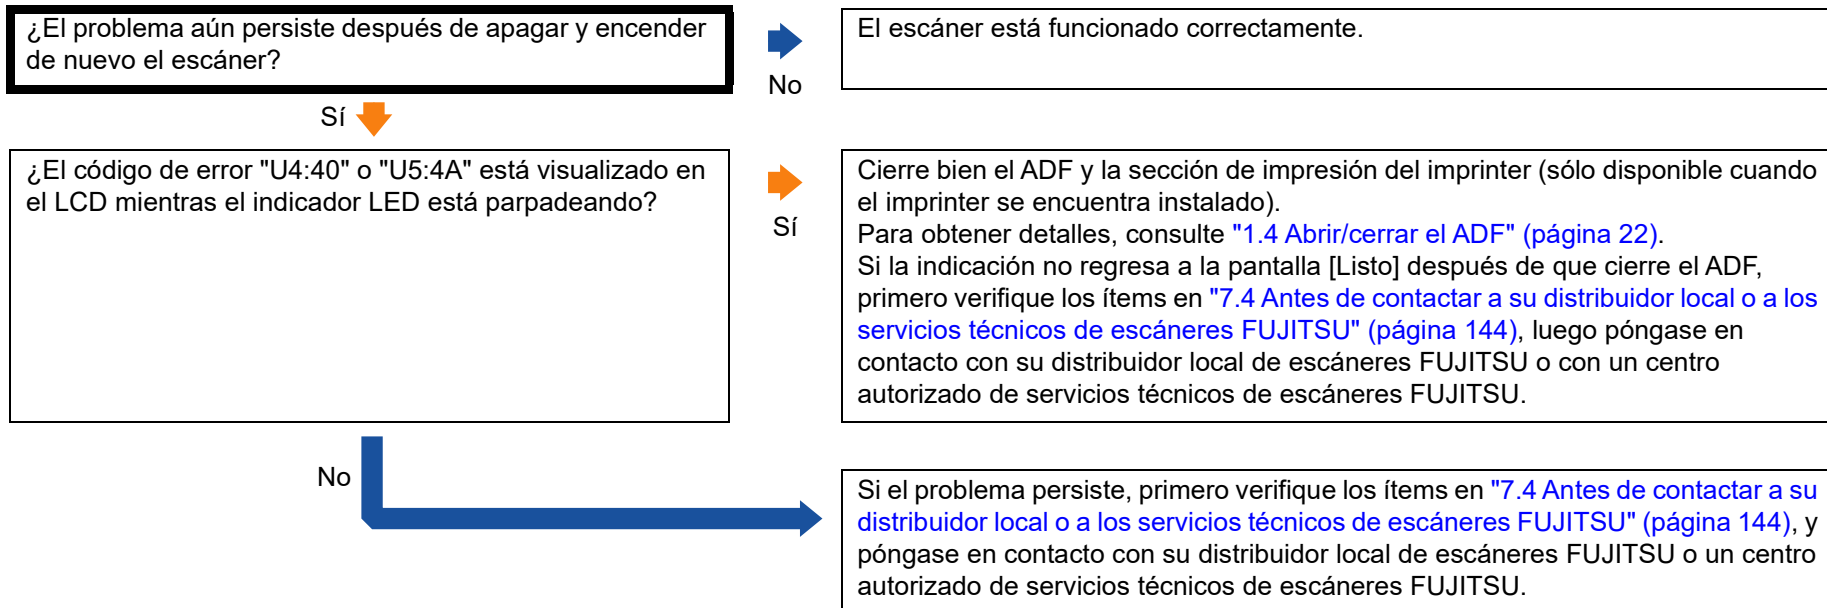 ¿El problema aún persiste después de apagar y encender
de nuevo el escáner?
No
El escáner está funcionado correctamente.
Sí
¿El código de error "U4:40" o "U5:4A" está visualizado en
el LCD mientras el indicador LED está parpadeando?
Sí
Cierre bien el ADF y la sección de impresión del imprinter (sólo disponible cuando
el imprinter se encuentra instalado).
Para obtener detalles, consulte "1.4 Abrir/cerrar el ADF" (página 22).
Si la indicación no regresa a la pantalla [Listo] después de que cierre el ADF,
primero verifique los ítems en "7.4 Antes de contactar a su distribuidor local o a los
servicios técnicos de escáneres FUJITSU" (página 144), luego póngase en
contacto con su distribuidor local de escáneres FUJITSU o con un centro
autorizado de servicios técnicos de escáneres FUJITSU.
No
Si el problema persiste, primero verifique los ítems en "7.4 Antes de contactar a su
distribuidor local o a los servicios técnicos de escáneres FUJITSU" (página 144), y
póngase en contacto con su distribuidor local de escáneres FUJITSU o un centro
autorizado de servicios técnicos de escáneres FUJITSU.